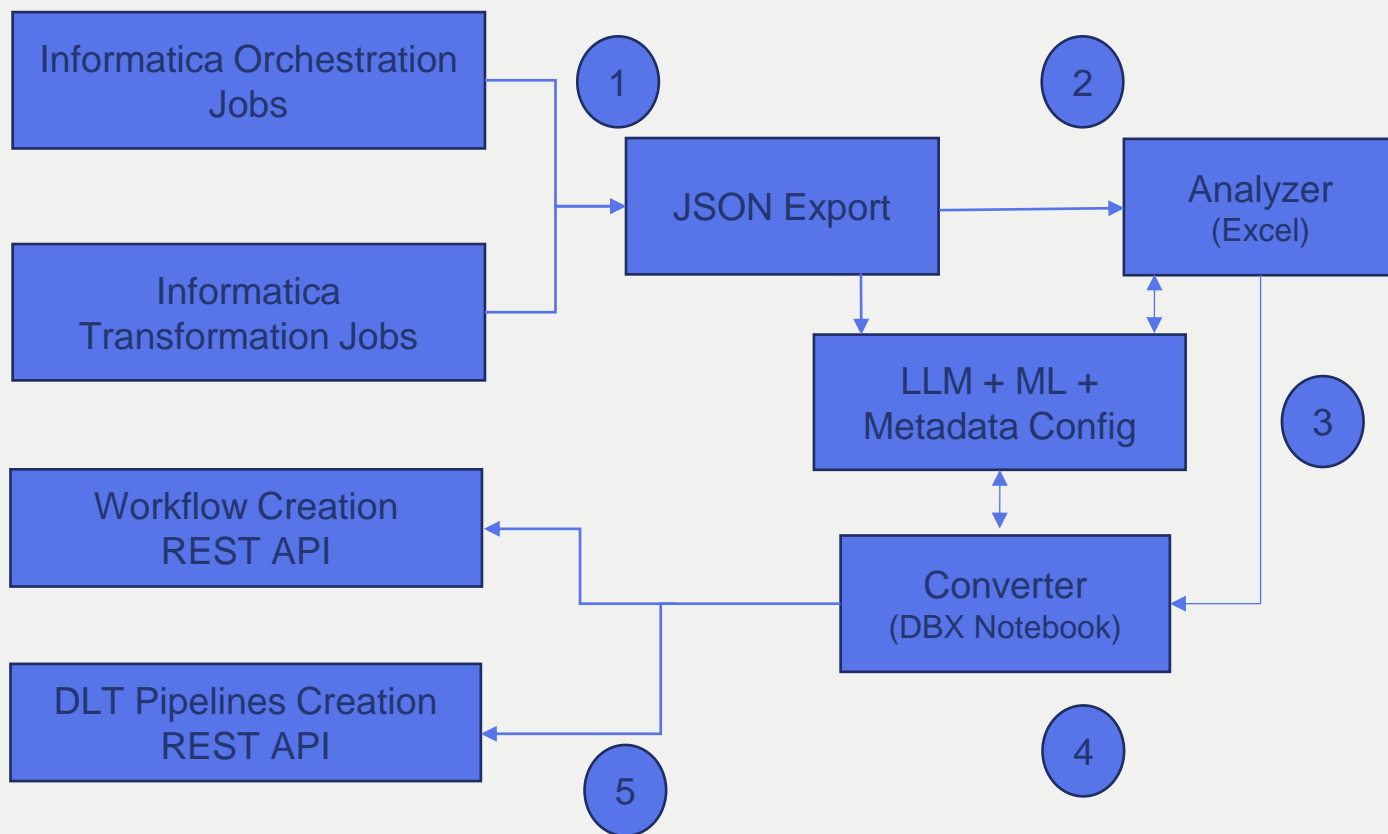 Informatica Orchestration
Jobs
1
2
JSON Export
Analyzer
(Excel)
Informatica
Transformation Jobs
LLM + ML +
Metadata Config
3
Workflow Creation
REST API
Converter
(DBX Notebook)
DLT Pipelines Creation
REST API
4
5